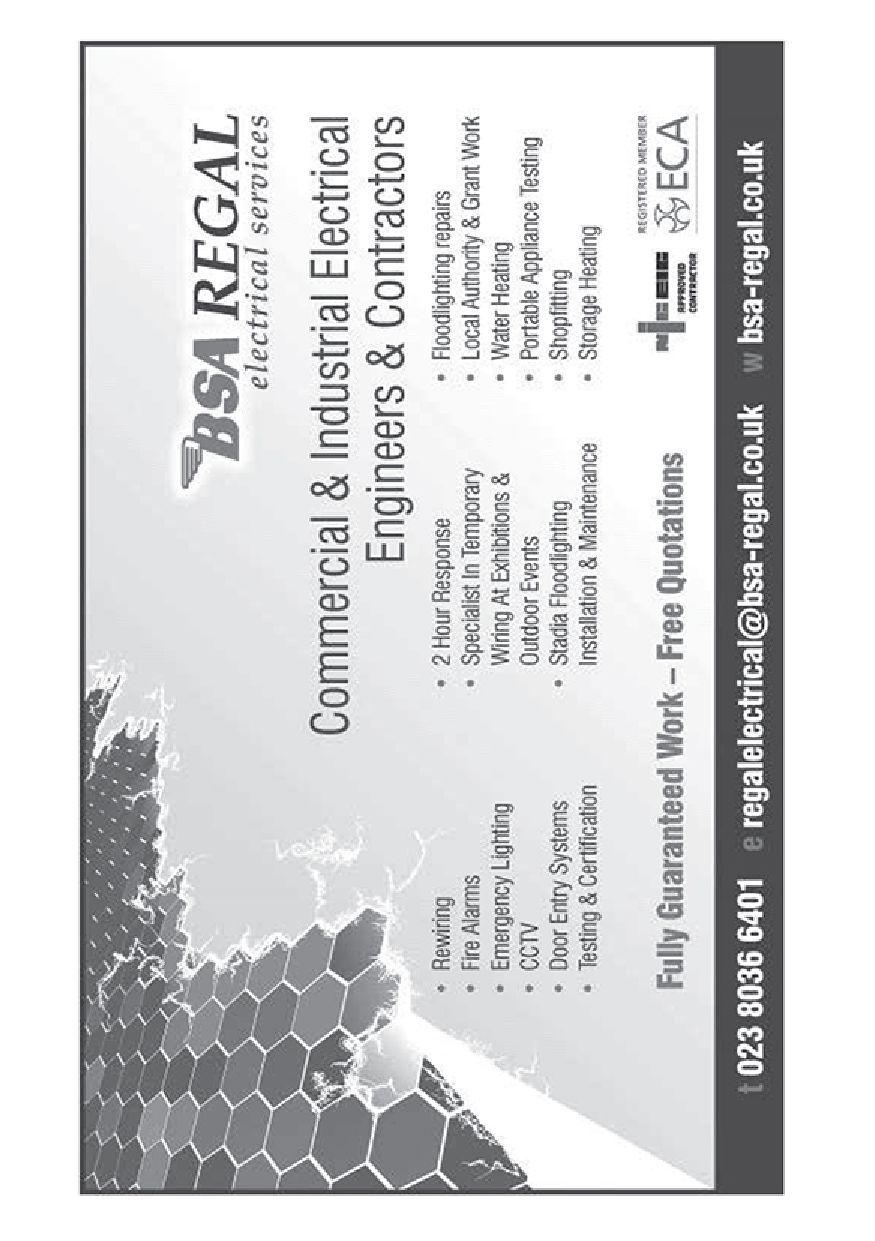 BSA REGAL
electrical services
Commercial & Industrial Electrical
Engineers & Contractors
• Rewiring
• Fire Alarms
• Emergency Lighting
• CCTV
• Door Entry Systems
• Testing & Certification
• 2 Hour Response
• Specialist In Temporary
Wiring At Exhibitions &
Outdoor Events
• Stadia Floodlighting
Installation & Maintenance
• Floodlighting repairs
• Local Authority & Grant Work
• Water Heating
• Portable Appliance Testing
• Shopfitting
• Storage Heating
Fully Guaranteed Work – Free Quotations
NICEIC
APPROVED
CONTRACTOR
REGISTERED MEMBER
ECA
t 023 8036 6401 e regalelectrical@bsa-regal.co.uk w bsa-regal.co.uk